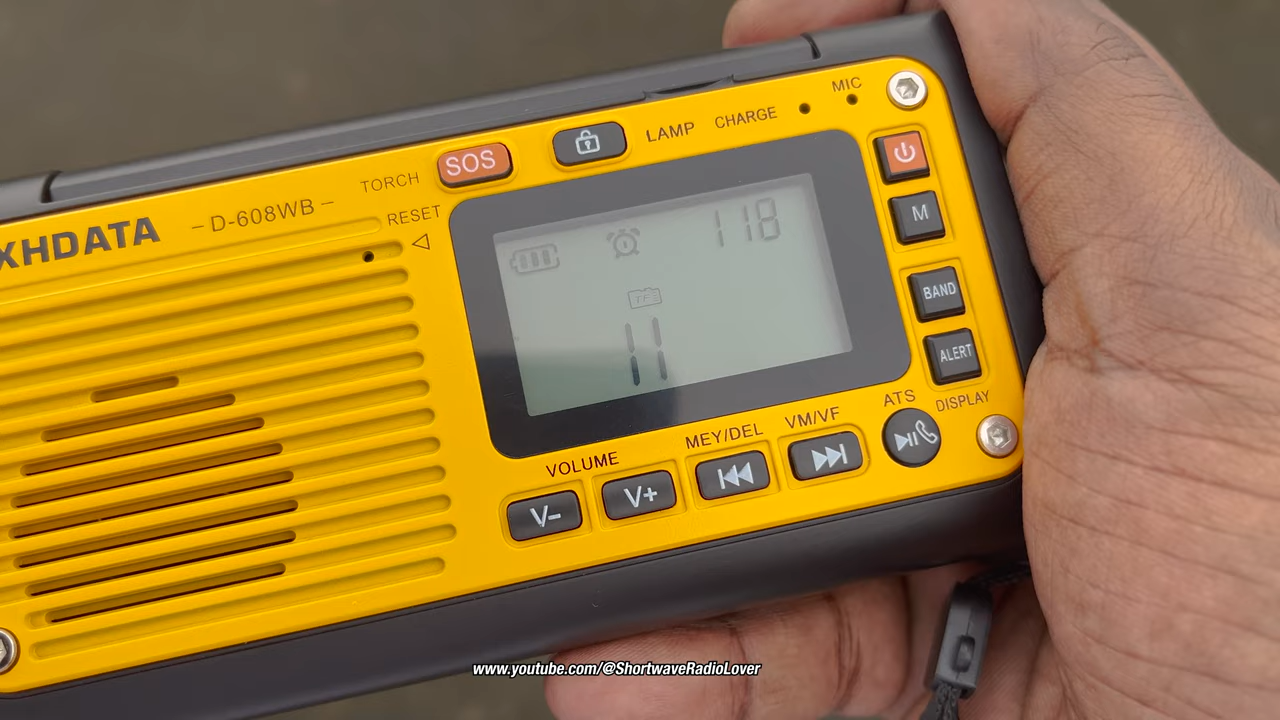 MIC
CHARGE
LAMP
SOS
TORCH
RESET
XHDATA
-D-608WB-
M
BAND
ALERT
118
TF
11
ATS
DISPLAY
VM/VF
MEY/DEL
VOLUME
V-
V+
www.youtube.com/@ShortwaveRadioLover